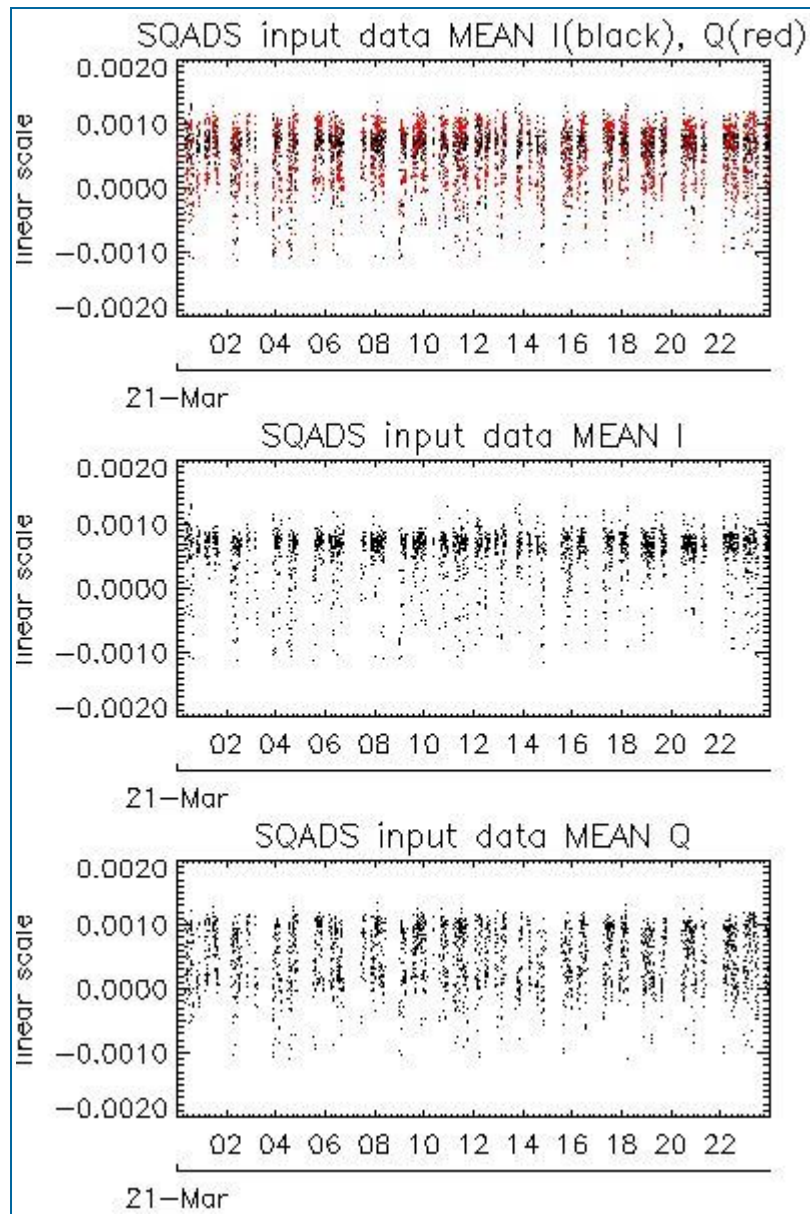 SQADS input data MEAN I(black), Q(red)
0.0020
0.0010
0.0000
−0.0010
−0.0020
linear scale
02 04 06 08 10 12 14 16 18 20 22
21−Mar
SQADS input data MEAN I
0.0020
0.0010
0.0000
−0.0010
−0.0020
linear scale
02 04 06 08 10 12 14 16 18 20 22
21−Mar
SQADS input data MEAN Q
0.0020
0.0010
0.0000
−0.0010
−0.0020
linear scale
02 04 06 08 10 12 14 16 18 20 22
21−Mar